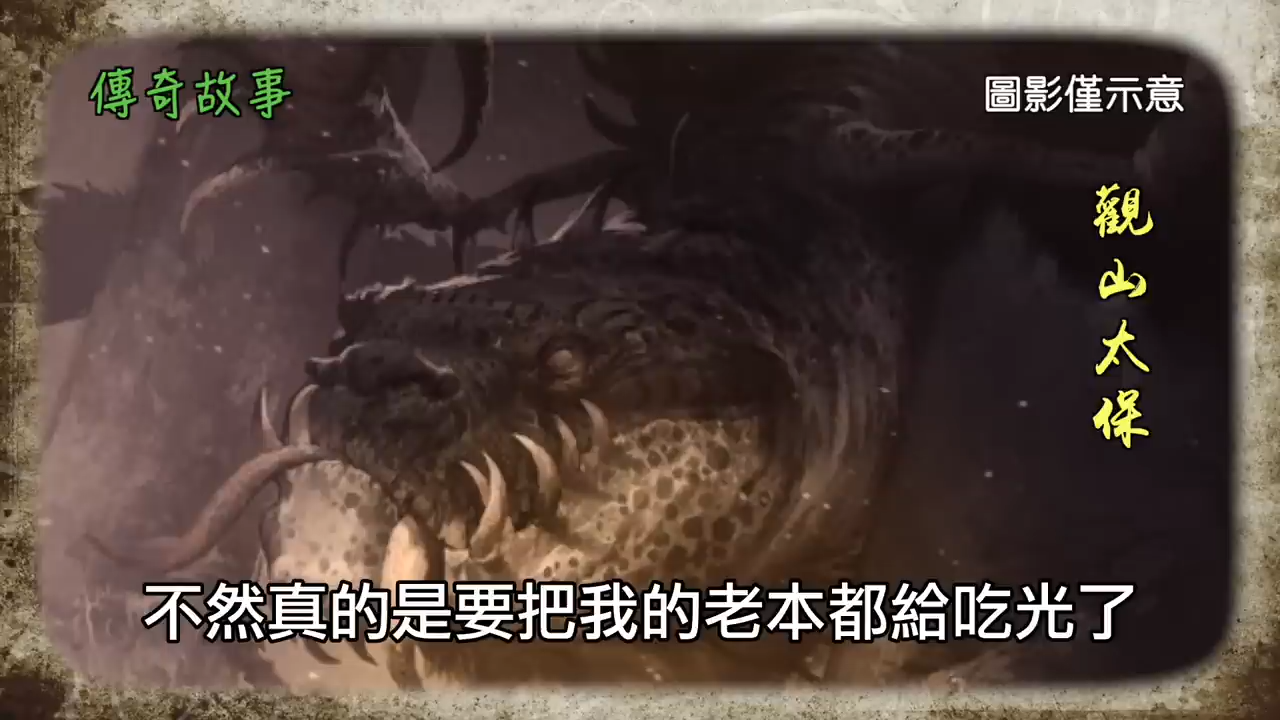 傳奇故事
圖影僅示意
觀山太保
不然真的是要把我的老本都給吃光了